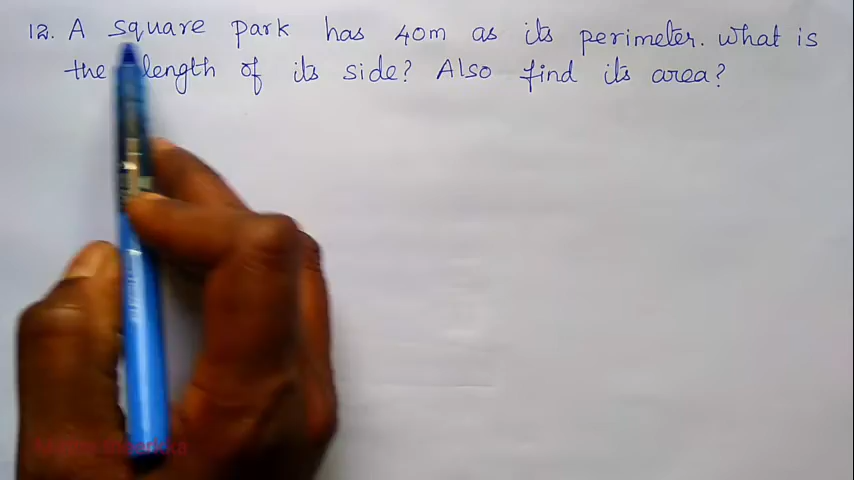 12. A square park has 40m as its perimeter. What is
the length of its side? Also find its area?